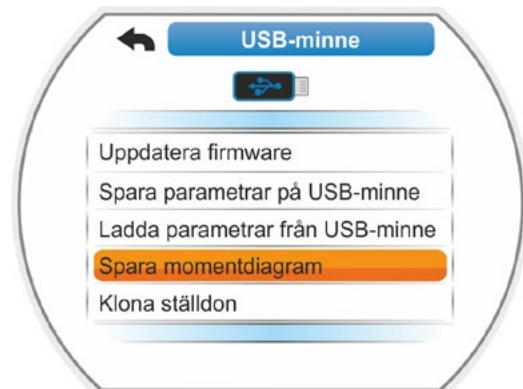 USB-minne
Uppdatera firmware
Spara parametrar på USB-minne
Ladda parametrar från USB-minne
Spara momentdiagram
Klona ställdon